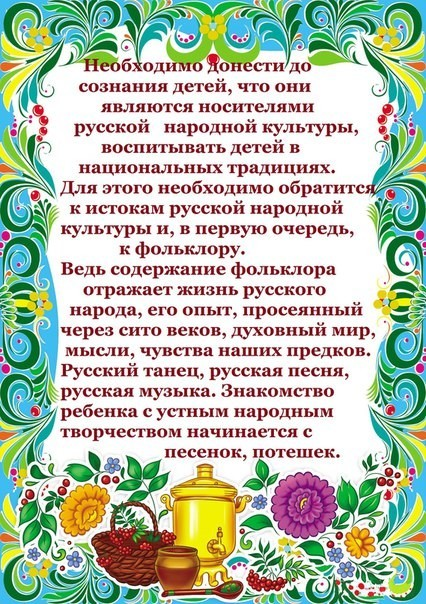 Необходимо донести до
сознания детей, что они
являются носителями
русской народной культуры,
воспитывать детей в
национальных традициях.
Для этого необходимо обратится
к истокам русской народной
культуры и, в первую очередь,
к фольклору.
Ведь содержание фольклора
отражает жизнь русского
народа, его опыт, просеянный
через сито веков, духовный мир,
мысли, чувства наших предков.
Русский танец, русская песня,
русская музыка. Знакомство
ребенка с устным народным
творчеством начинается с
песенок, потешек.